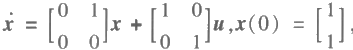 ẋ = [0 1; 0 0] x + [1 0; 0 1] u, x(0) = [1; 1],